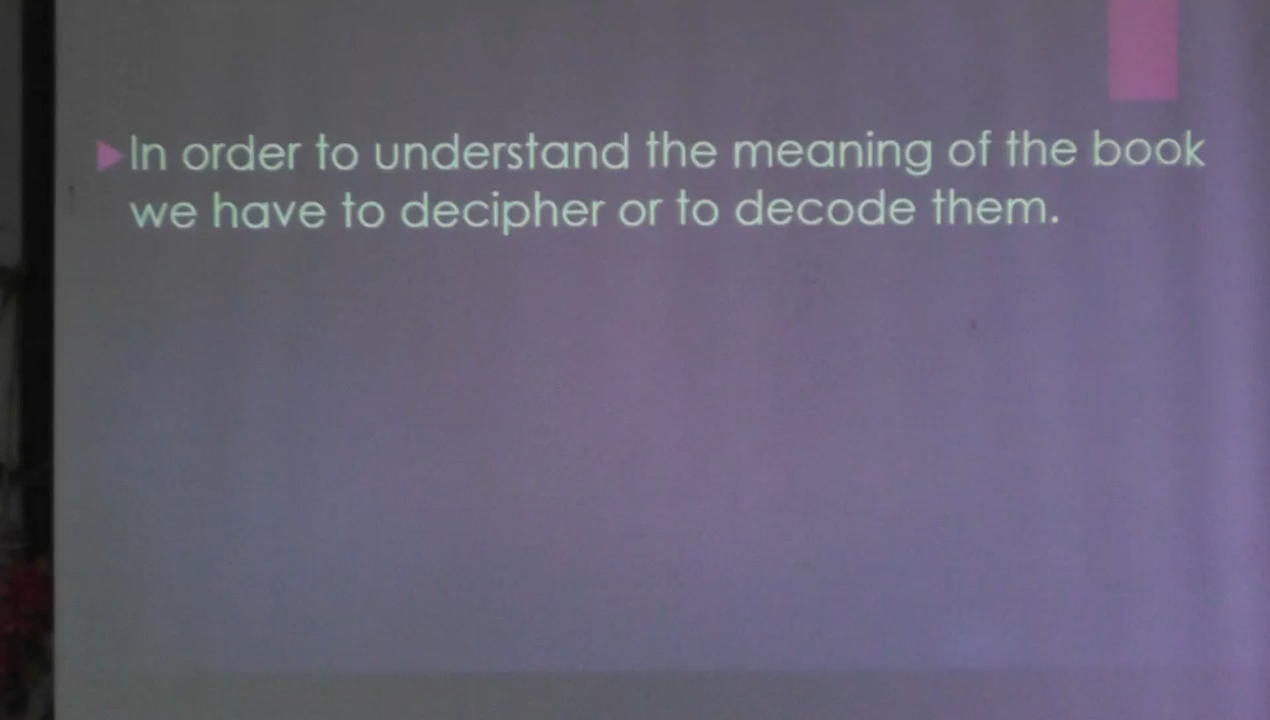 In order to understand the meaning of the book
we have to decipher or to decode them.